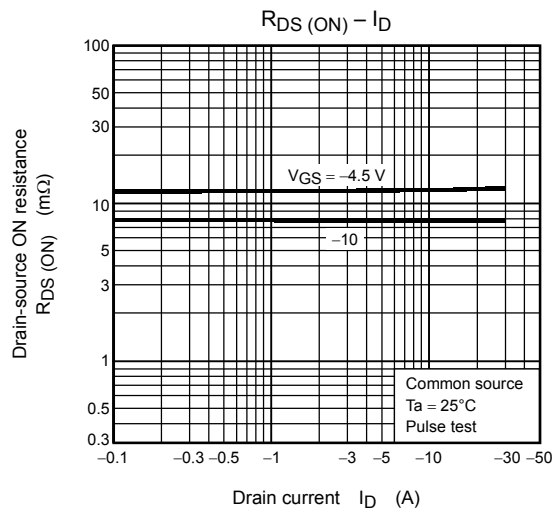 RDS (ON) – ID
Drain-source ON resistance
RDS (ON) (mΩ)
100
50
30
10
5
3
1
0.5
0.3
VGS = −4.5 V
−10
Common source
Ta = 25°C
Pulse test
−0.1 −0.3 −0.5 −1 −3 −5 −10 −30 −50
Drain current ID (A)